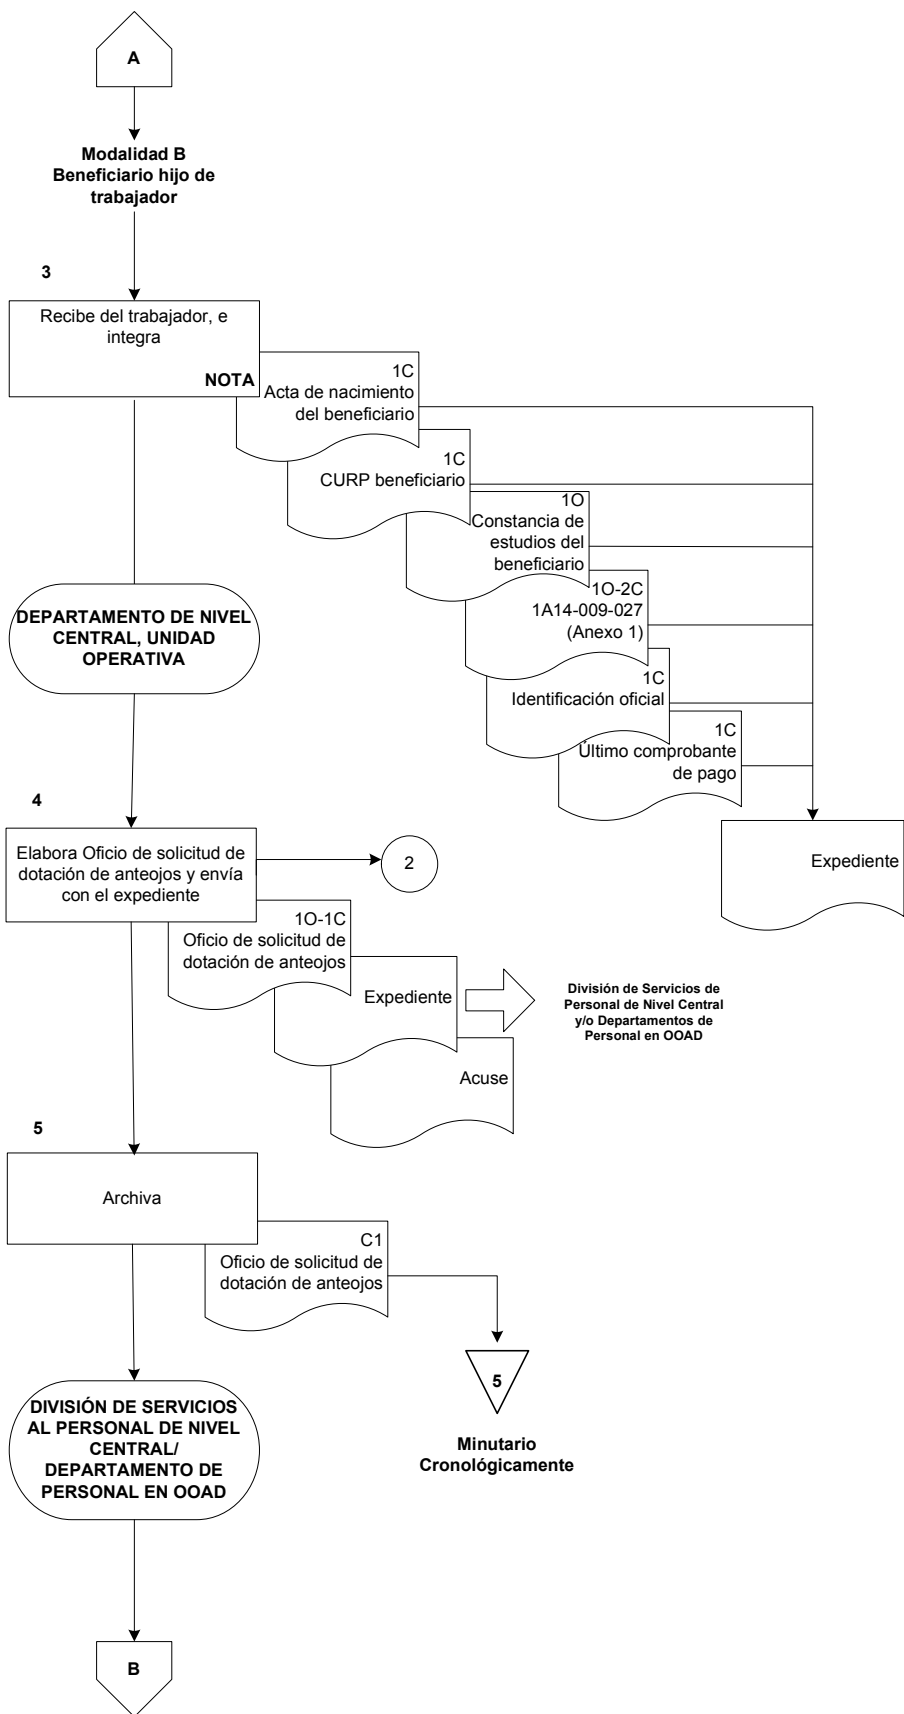 A
Modalidad B
Beneficiario hijo de
trabajador
3
Recibe del trabajador, e
integra
NOTA
1C
Acta de nacimiento
del beneficiario
1C
CURP beneficiario
1O
Constancia de
estudios del
beneficiario
1O-2C
1A14-009-027
(Anexo 1)
1C
Identificación oficial
1C
Último comprobante
de pago
Expediente
DEPARTAMENTO DE NIVEL
CENTRAL, UNIDAD
OPERATIVA
4
Elabora Oficio de solicitud de
dotación de anteojos y envía
con el expediente
2
1O-1C
Oficio de solicitud de
dotación de anteojos
Expediente
Acuse
División de Servicios de
Personal de Nivel Central
y/o Departamentos de
Personal en OOAD
5
Archiva
C1
Oficio de solicitud de
dotación de anteojos
5
Minutario
Cronológicamente
DIVISIÓN DE SERVICIOS
AL PERSONAL DE NIVEL
CENTRAL/
DEPARTAMENTO DE
PERSONAL EN OOAD
B